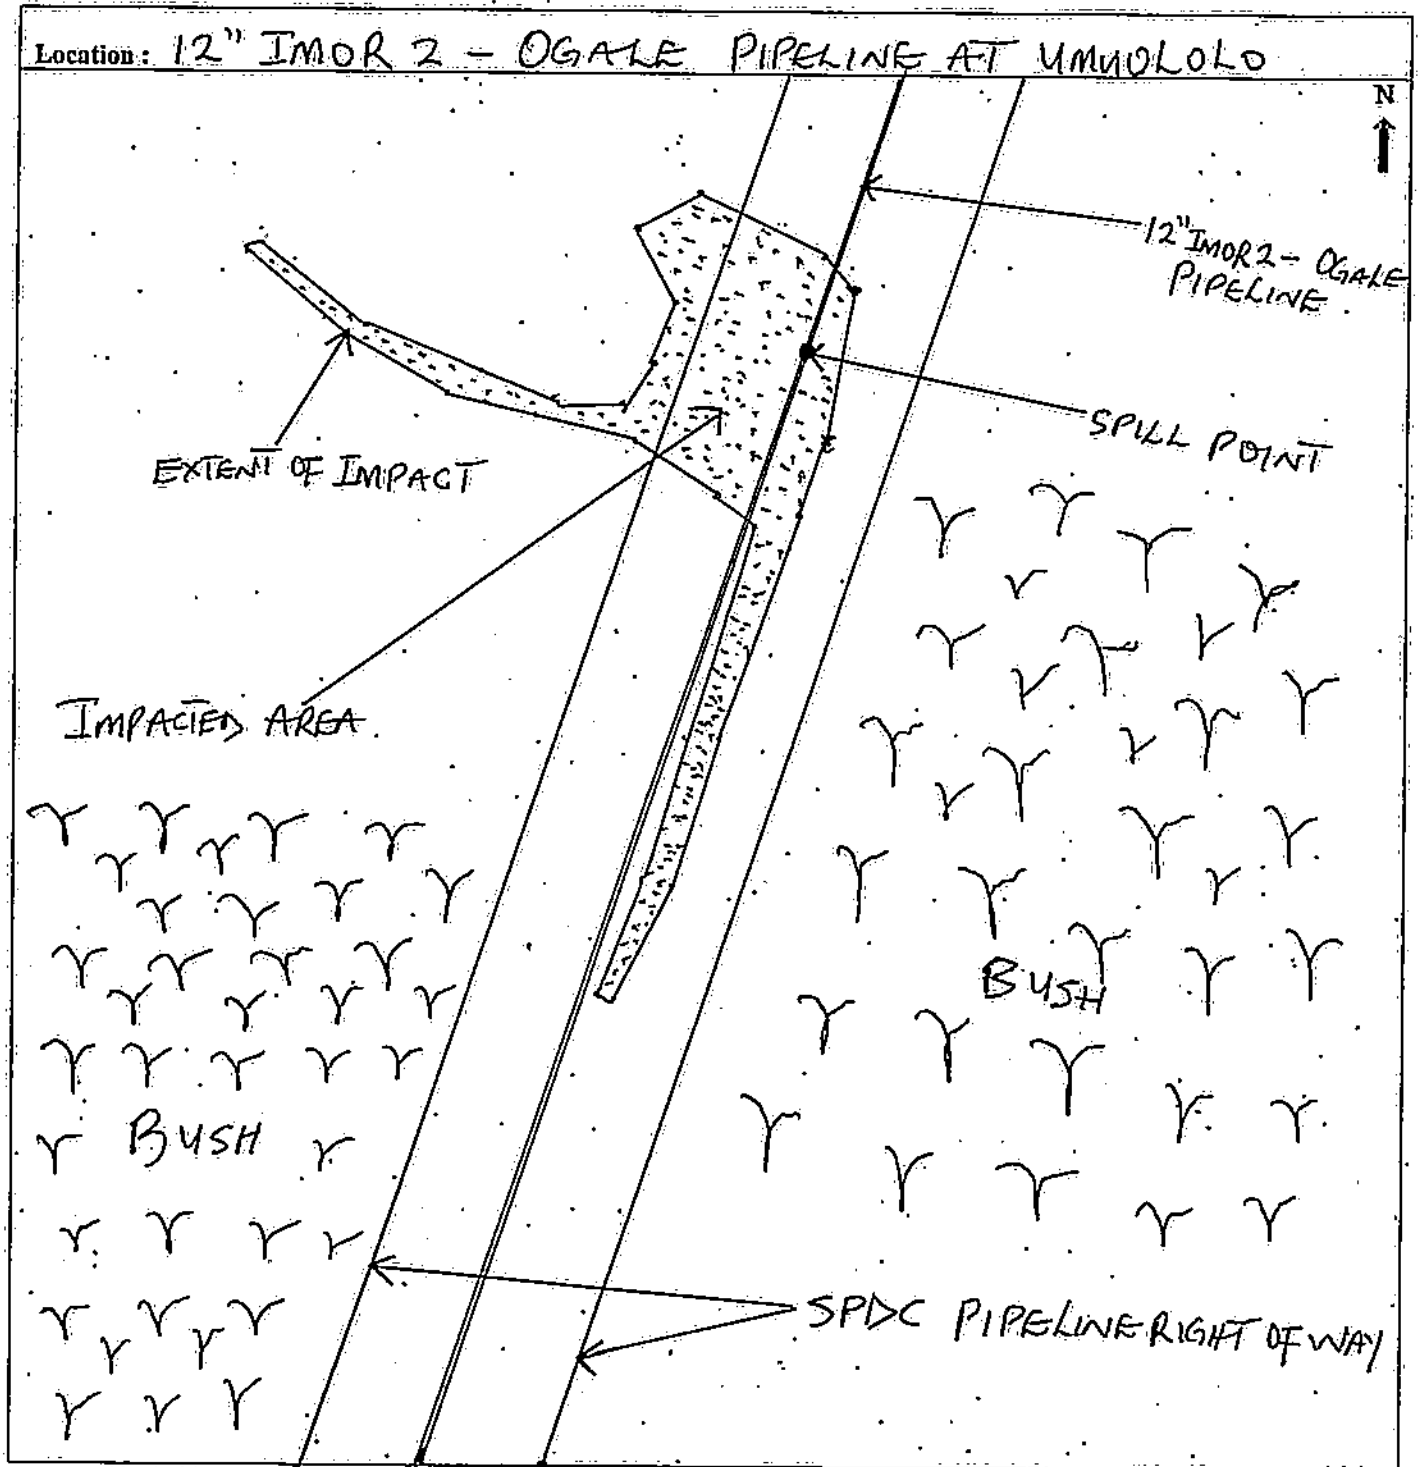 Location: 12" IMOR 2 - OGALE PIPELINE AT UMUOLOLO
N
12" IMOR 2 - OGALE
PIPELINE
SPILL POINT
EXTENT OF IMPACT
IMPACTED AREA.
BUSH
BUSH
SPDC PIPELINE RIGHT OF WAY